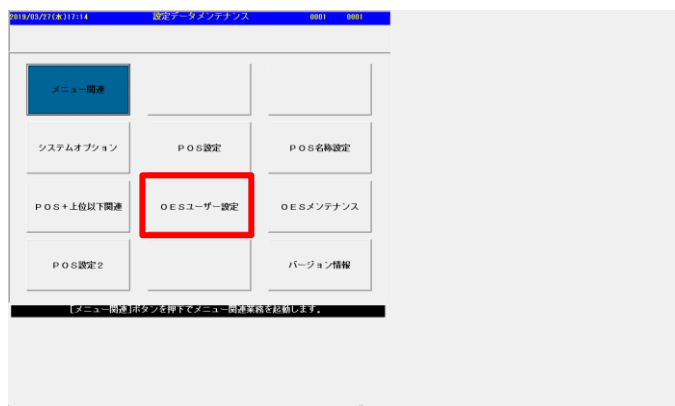 2019/03/27(水)17:14 設定データメンテナンス 0001 0001
メニュー関連
システムオプション POS設定 POS名称設定
POS+上位以下関連 OESユーザー設定 OESメンテナンス
POS設定2 バージョン情報
[メニュー関連]ボタンを押下でメニュー関連業務を起動します。